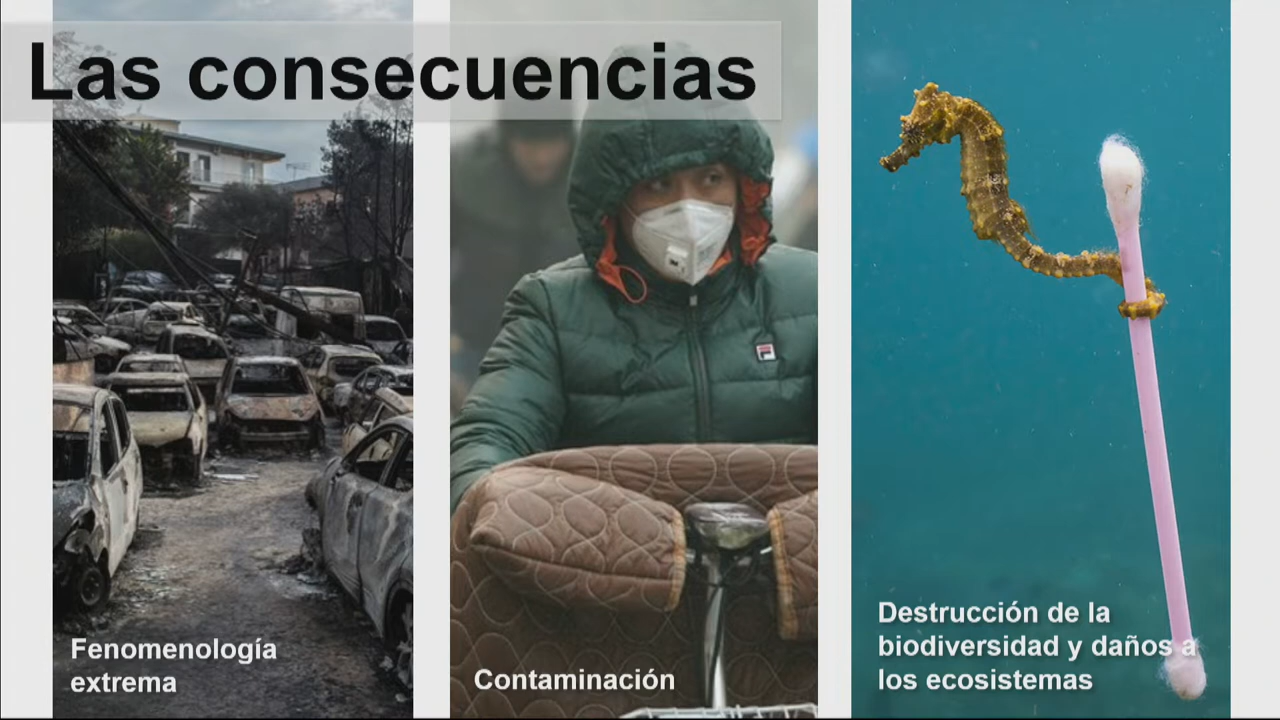 Las consecuencias
Fenomenología
extrema
Contaminación
Destrucción de la
biodiversidad y daños a
los ecosistemas